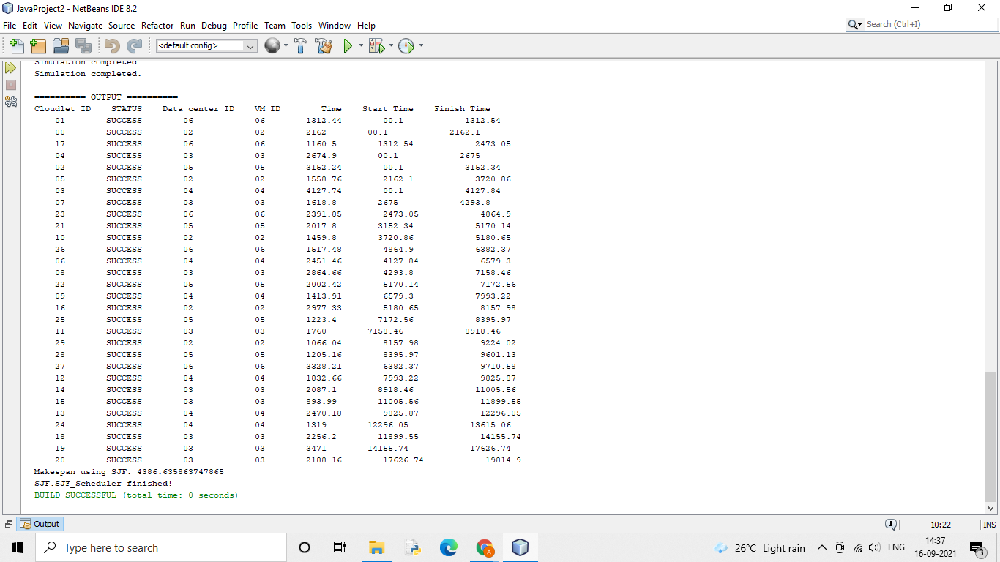 JavaProject2 - NetBeans IDE 8.2
File Edit View Navigate Source Refactor Run Debug Profile Team Tools Window Help
Search (Ctrl+I)
<default config>
Simulation completed.
Simulation completed.
========== OUTPUT ==========
Cloudlet ID STATUS Data center ID VM ID Time Start Time Finish Time
01 SUCCESS 06 06 1312.44 00.1 1312.54
00 SUCCESS 02 02 2162 00.1 2162.1
17 SUCCESS 06 06 1160.5 1312.54 2473.05
04 SUCCESS 03 03 2674.9 00.1 2675
02 SUCCESS 05 05 3152.24 00.1 3152.34
05 SUCCESS 02 02 1558.76 2162.1 3720.86
03 SUCCESS 04 04 4127.74 00.1 4127.84
07 SUCCESS 03 03 1618.8 2675 4293.8
23 SUCCESS 06 06 2391.85 2473.05 4864.9
21 SUCCESS 05 05 2017.8 3152.34 5170.14
10 SUCCESS 02 02 1459.8 3720.86 5180.65
26 SUCCESS 06 06 1517.48 4864.9 6382.37
06 SUCCESS 04 04 2451.46 4127.84 6579.3
08 SUCCESS 03 03 2864.66 4293.8 7158.46
22 SUCCESS 05 05 2002.42 5170.14 7172.56
09 SUCCESS 04 04 1413.91 6579.3 7993.22
16 SUCCESS 02 02 2977.33 5180.65 8157.98
25 SUCCESS 05 05 1223.4 7172.56 8395.97
11 SUCCESS 03 03 1760 7158.46 8918.46
29 SUCCESS 02 02 1066.04 8157.98 9224.02
28 SUCCESS 05 05 1205.16 8395.97 9601.13
27 SUCCESS 06 06 3328.21 6382.37 9710.58
12 SUCCESS 04 04 1832.66 7993.22 9825.87
14 SUCCESS 03 03 2087.1 8918.46 11005.56
15 SUCCESS 03 03 893.99 11005.56 11899.55
13 SUCCESS 04 04 2470.18 9825.87 12296.05
24 SUCCESS 04 04 1319 12296.05 13615.06
18 SUCCESS 03 03 2256.2 11899.55 14155.74
19 SUCCESS 03 03 3471 14155.74 17626.74
20 SUCCESS 03 03 2188.16 17626.74 19814.9
Makespan using SJF: 4386.635863747865
SJF.SJF_Scheduler finished!
BUILD SUCCESSFUL (total time: 0 seconds)
Output
1 10:22 INS
Type here to search
A
26°C Light rain
ENG
14:37
16-09-2021
3